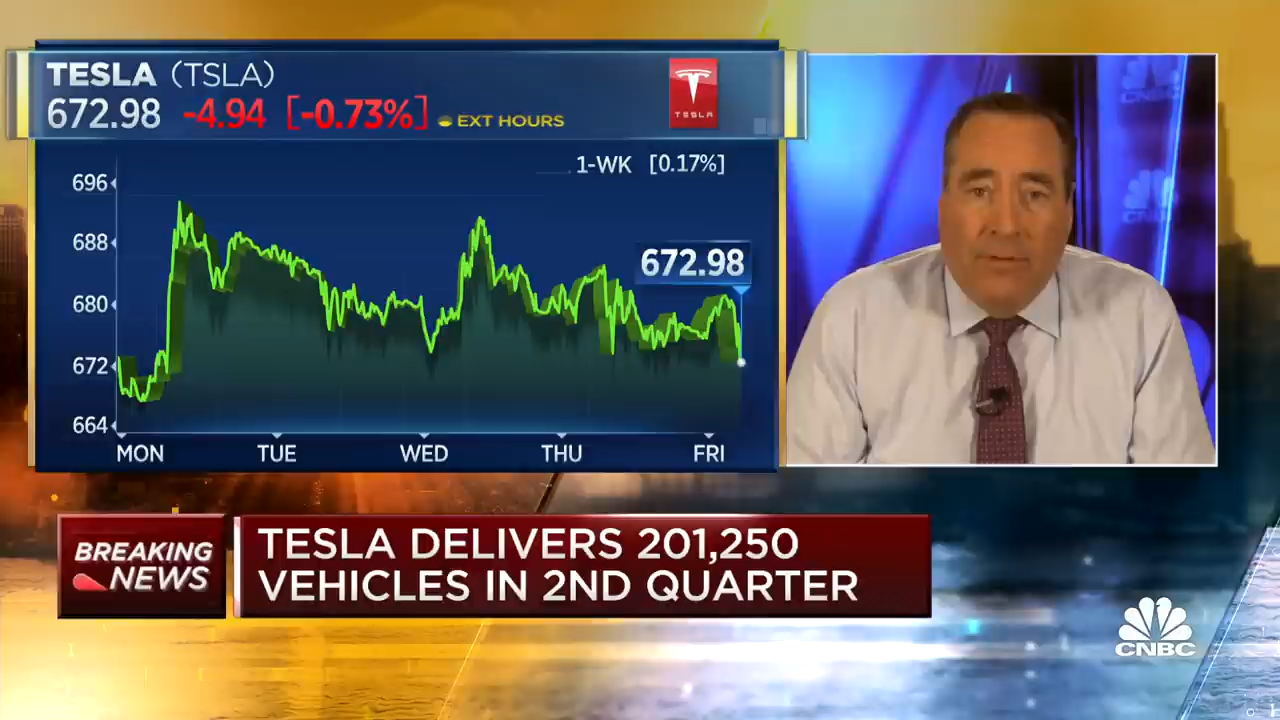 TESLA (TSLA)
672.98 -4.94 [-0.73%] EXT HOURS
TESLA
1-WK [0.17%]
696
688
680
672
664
672.98
MON TUE WED THU FRI
CNBC
CNBC
BREAKING
NEWS
TESLA DELIVERS 201,250
VEHICLES IN 2ND QUARTER
CNBC